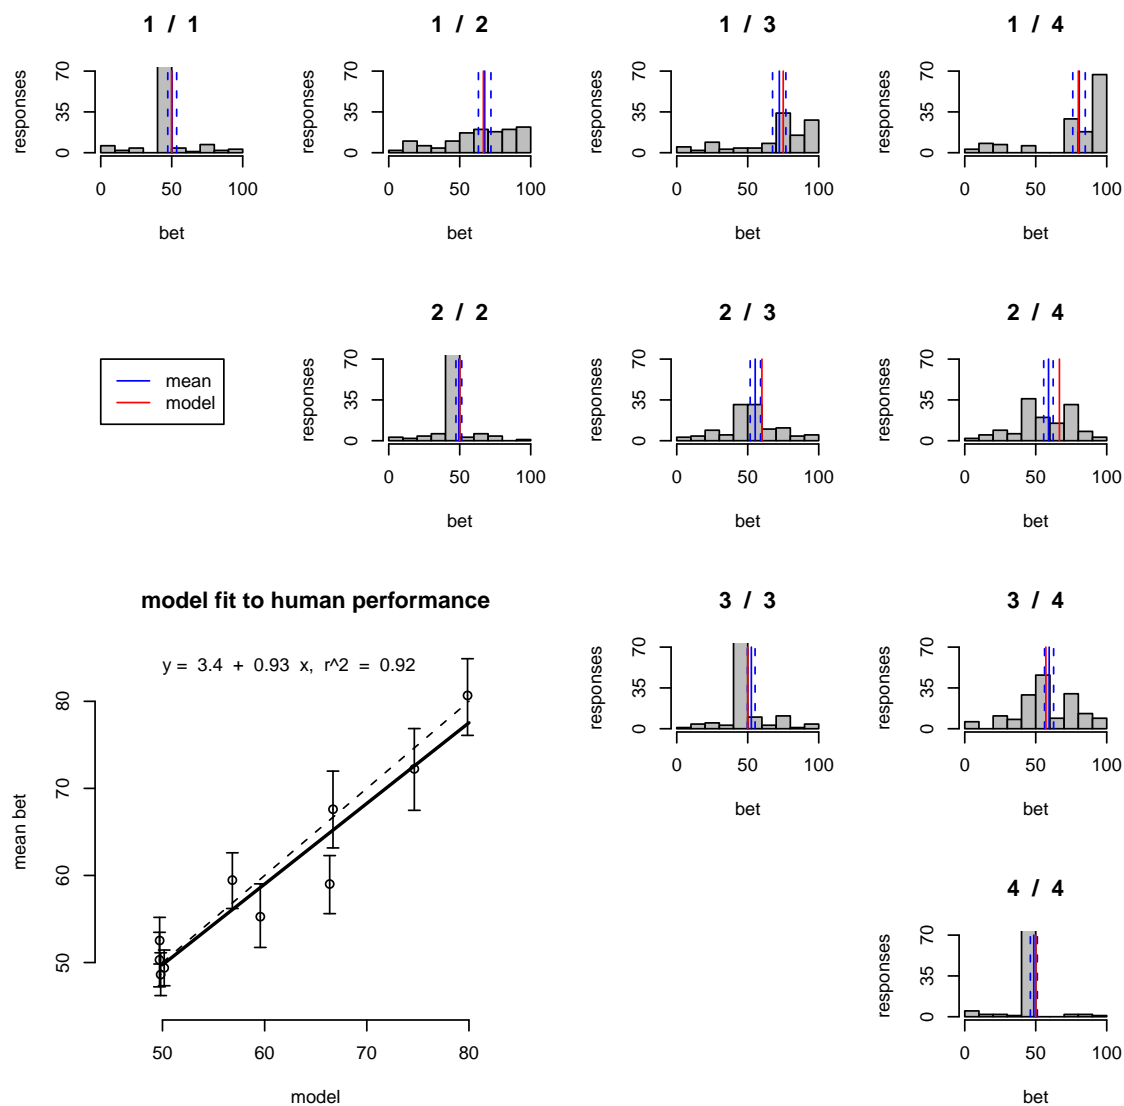 1 / 1
responses
0 35 70
0 50 100
bet
1 / 2
responses
0 35 70
0 50 100
bet
1 / 3
responses
0 35 70
0 50 100
bet
1 / 4
responses
0 35 70
0 50 100
bet
mean
model
2 / 2
responses
0 35 70
0 50 100
bet
2 / 3
responses
0 35 70
0 50 100
bet
2 / 4
responses
0 35 70
0 50 100
bet
model fit to human performance
y = 3.4 + 0.93 x, r^2 = 0.92
mean bet
50 60 70 80
50 60 70 80
model
3 / 3
responses
0 35 70
0 50 100
bet
3 / 4
responses
0 35 70
0 50 100
bet
4 / 4
responses
0 35 70
0 50 100
bet